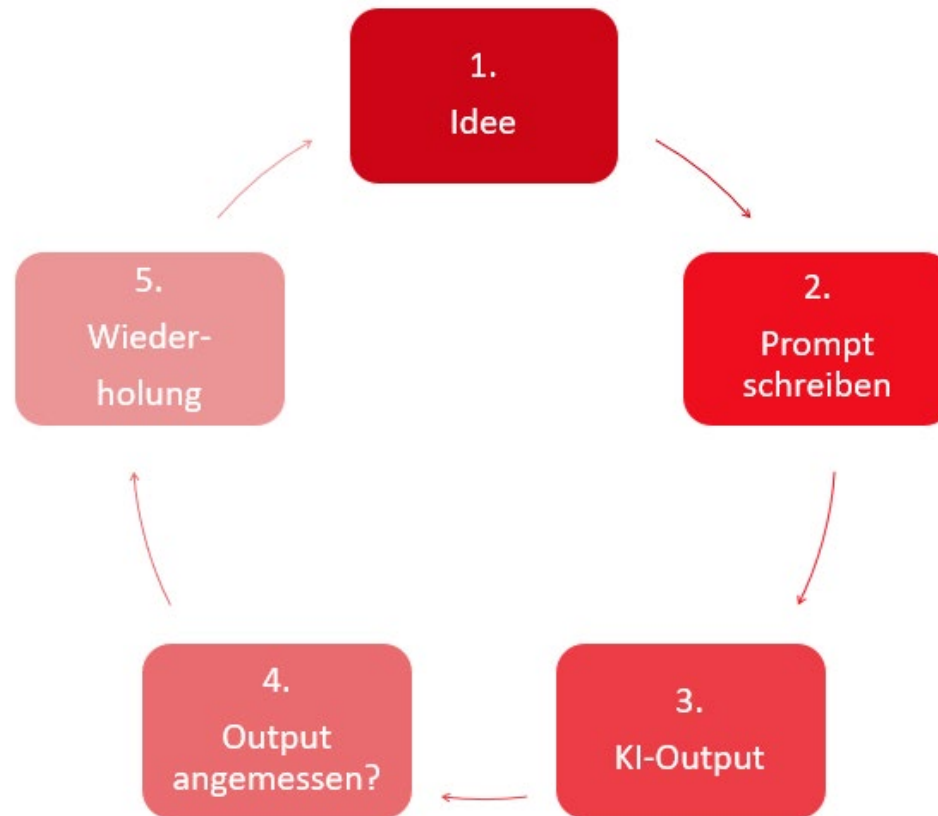 1.
Idee
2.
Prompt
schreiben
3.
KI-Output
4.
Output
angemessen?
5.
Wieder-
holung